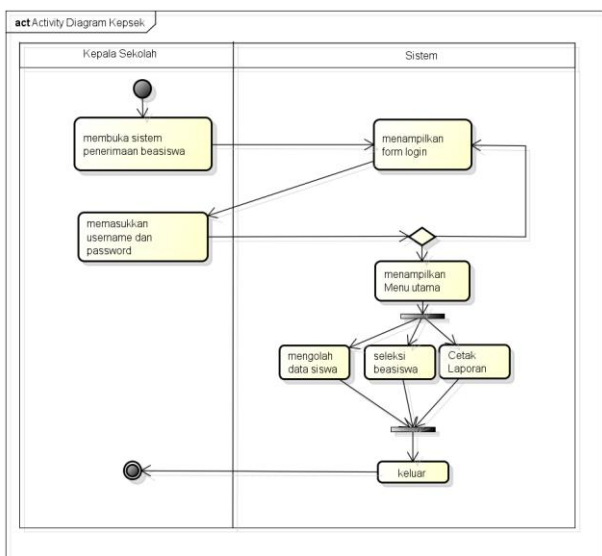 act Activity Diagram Kepsek
Kepala Sekolah
Sistem
membuka sistem
penerimaan beasiswa
menampilkan
form login
memasukkan
username dan
password
menampilkan
Menu utama
mengolah
data siswa
seleksi
beasiswa
Cetak
Laporan
keluar